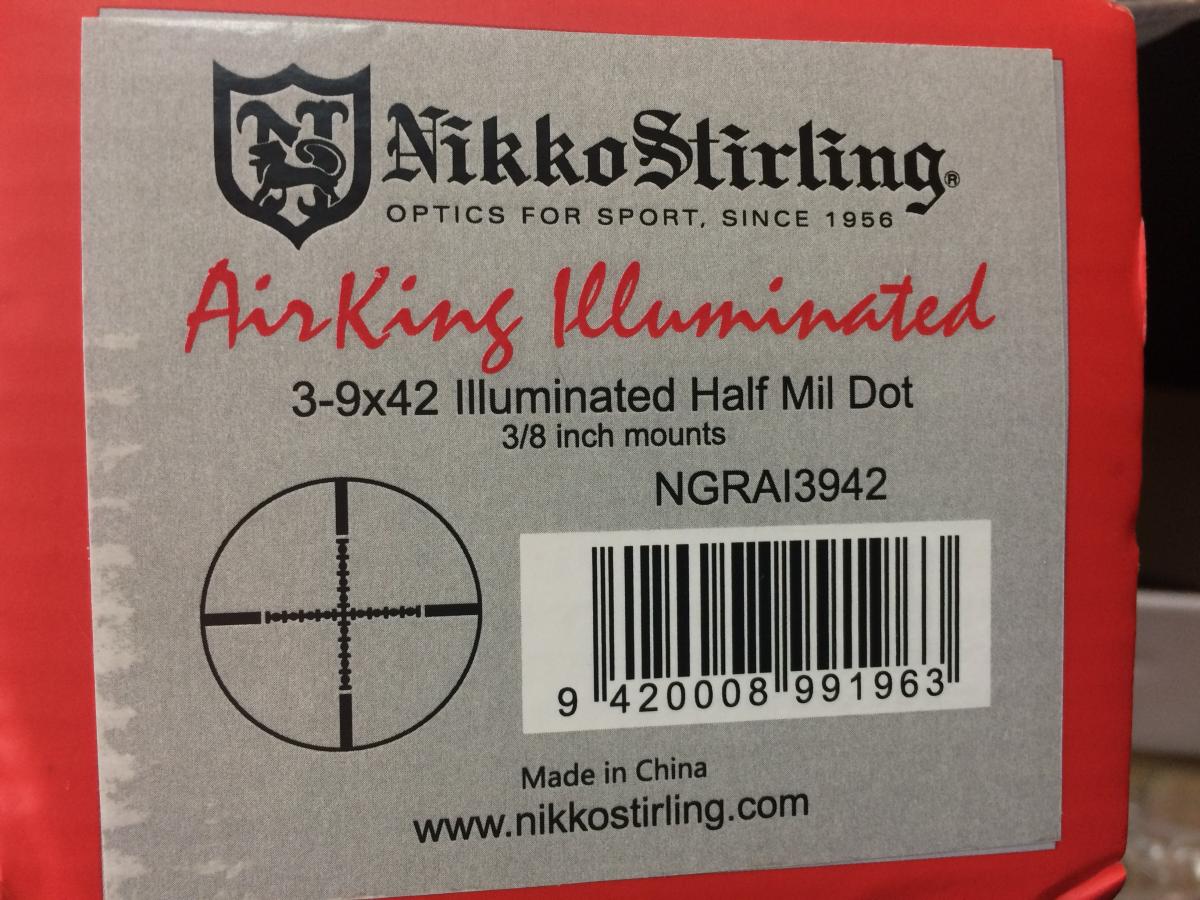 NikkoStirling®
OPTICS FOR SPORT, SINCE 1956
AirKing Illuminated
3-9x42 Illuminated Half Mil Dot
3/8 inch mounts
NGRAI3942
9 420008 991963
Made in China
www.nikkostirling.com